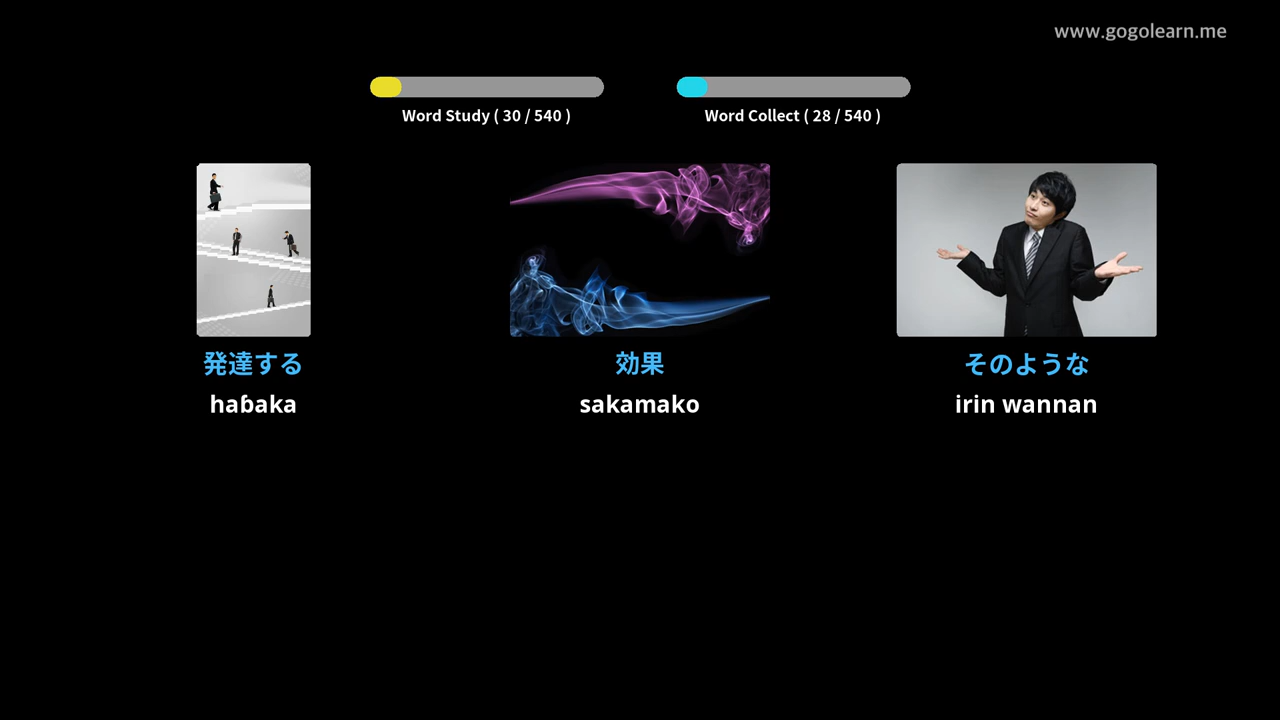 www.gogolearn.me
Word Study ( 30 / 540 )
Word Collect ( 28 / 540 )
発達する
haɓaka
効果
sakamako
そのような
irin wannan